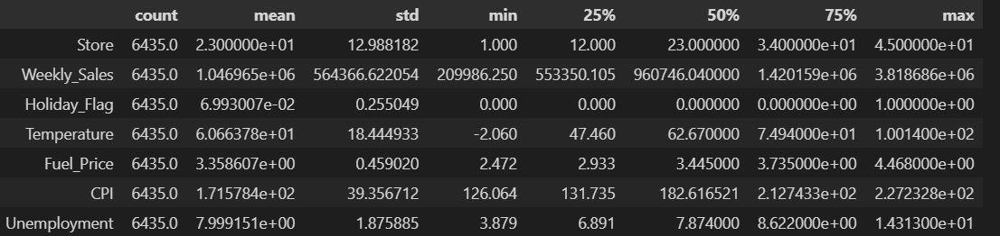 count mean std min 25% 50% 75% max
Store 6435.0 2.300000e+01 12.988182 1.000 12.000 23.000000 3.400000e+01 4.500000e+01
Weekly_Sales 6435.0 1.046965e+06 564366.622054 209986.250 553350.105 960746.040000 1.420159e+06 3.818686e+06
Holiday_Flag 6435.0 6.993007e-02 0.255049 0.000 0.000 0.000000 0.000000e+00 1.000000e+00
Temperature 6435.0 6.066378e+01 18.444933 -2.060 47.460 62.670000 7.494000e+01 1.001400e+02
Fuel_Price 6435.0 3.358607e+00 0.459020 2.472 2.933 3.445000 3.735000e+00 4.468000e+00
CPI 6435.0 1.715784e+02 39.356712 126.064 131.735 182.616521 2.127433e+02 2.272328e+02
Unemployment 6435.0 7.999151e+00 1.875885 3.879 6.891 7.874000 8.622000e+00 1.431300e+01